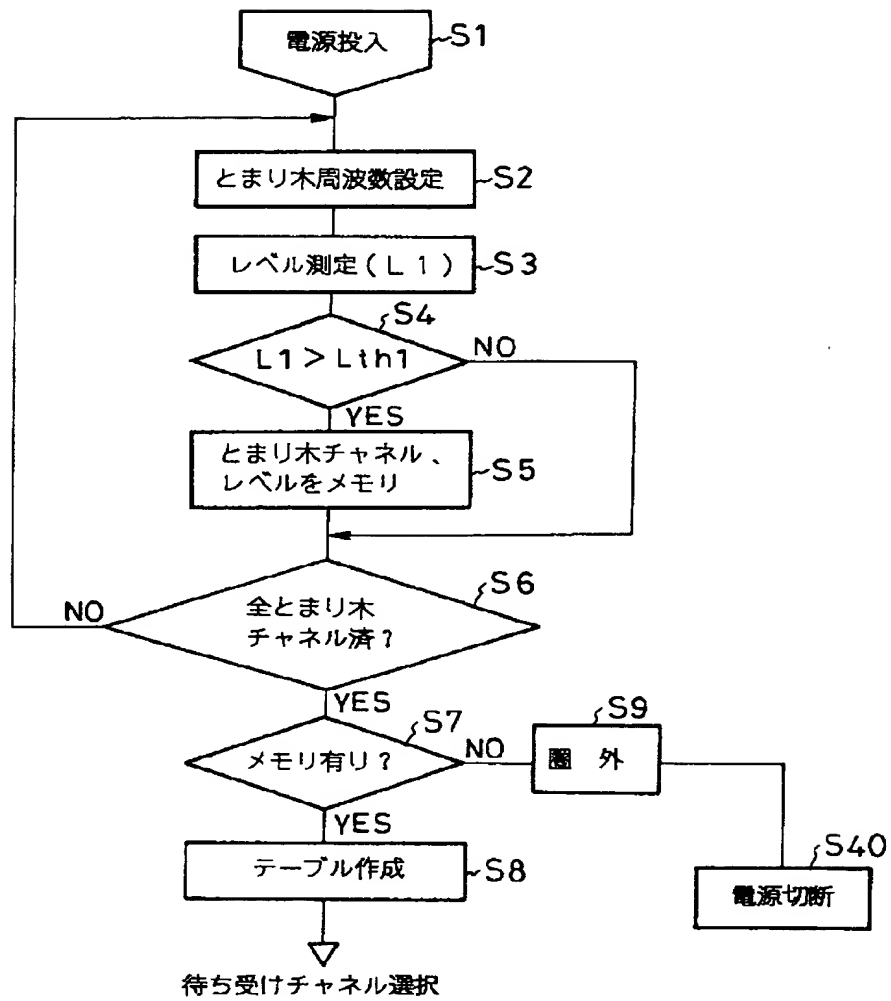 電源投入
S1
とまり木周波数設定
S2
レベル測定(L1)
S3
S4
L1>Lth1
NO
YES
とまり木チャネル、
レベルをメモリ
S5
S6
全とまり木
チャネル済?
NO
YES
S7
メモリ有り?
NO
S9
圏 外
YES
テーブル作成
S8
S40
電源切断
待ち受けチャネル選択